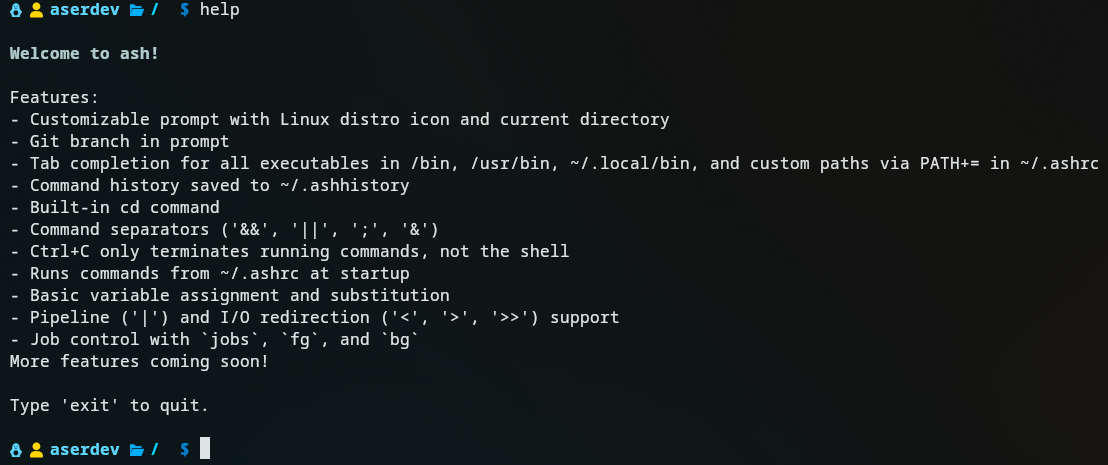 aserdev / $ help
Welcome to ash!
Features:
- Customizable prompt with Linux distro icon and current directory
- Git branch in prompt
- Tab completion for all executables in /bin, /usr/bin, ~/.local/bin, and custom paths via PATH+= in ~/.ashrc
- Command history saved to ~/.ashhistory
- Built-in cd command
- Command separators ('&&', '||', ';', '&')
- Ctrl+C only terminates running commands, not the shell
- Runs commands from ~/.ashrc at startup
- Basic variable assignment and substitution
- Pipeline ('|') and I/O redirection ('<', '>', '>>') support
- Job control with `jobs`, `fg`, and `bg`
More features coming soon!
Type 'exit' to quit.
aserdev / $